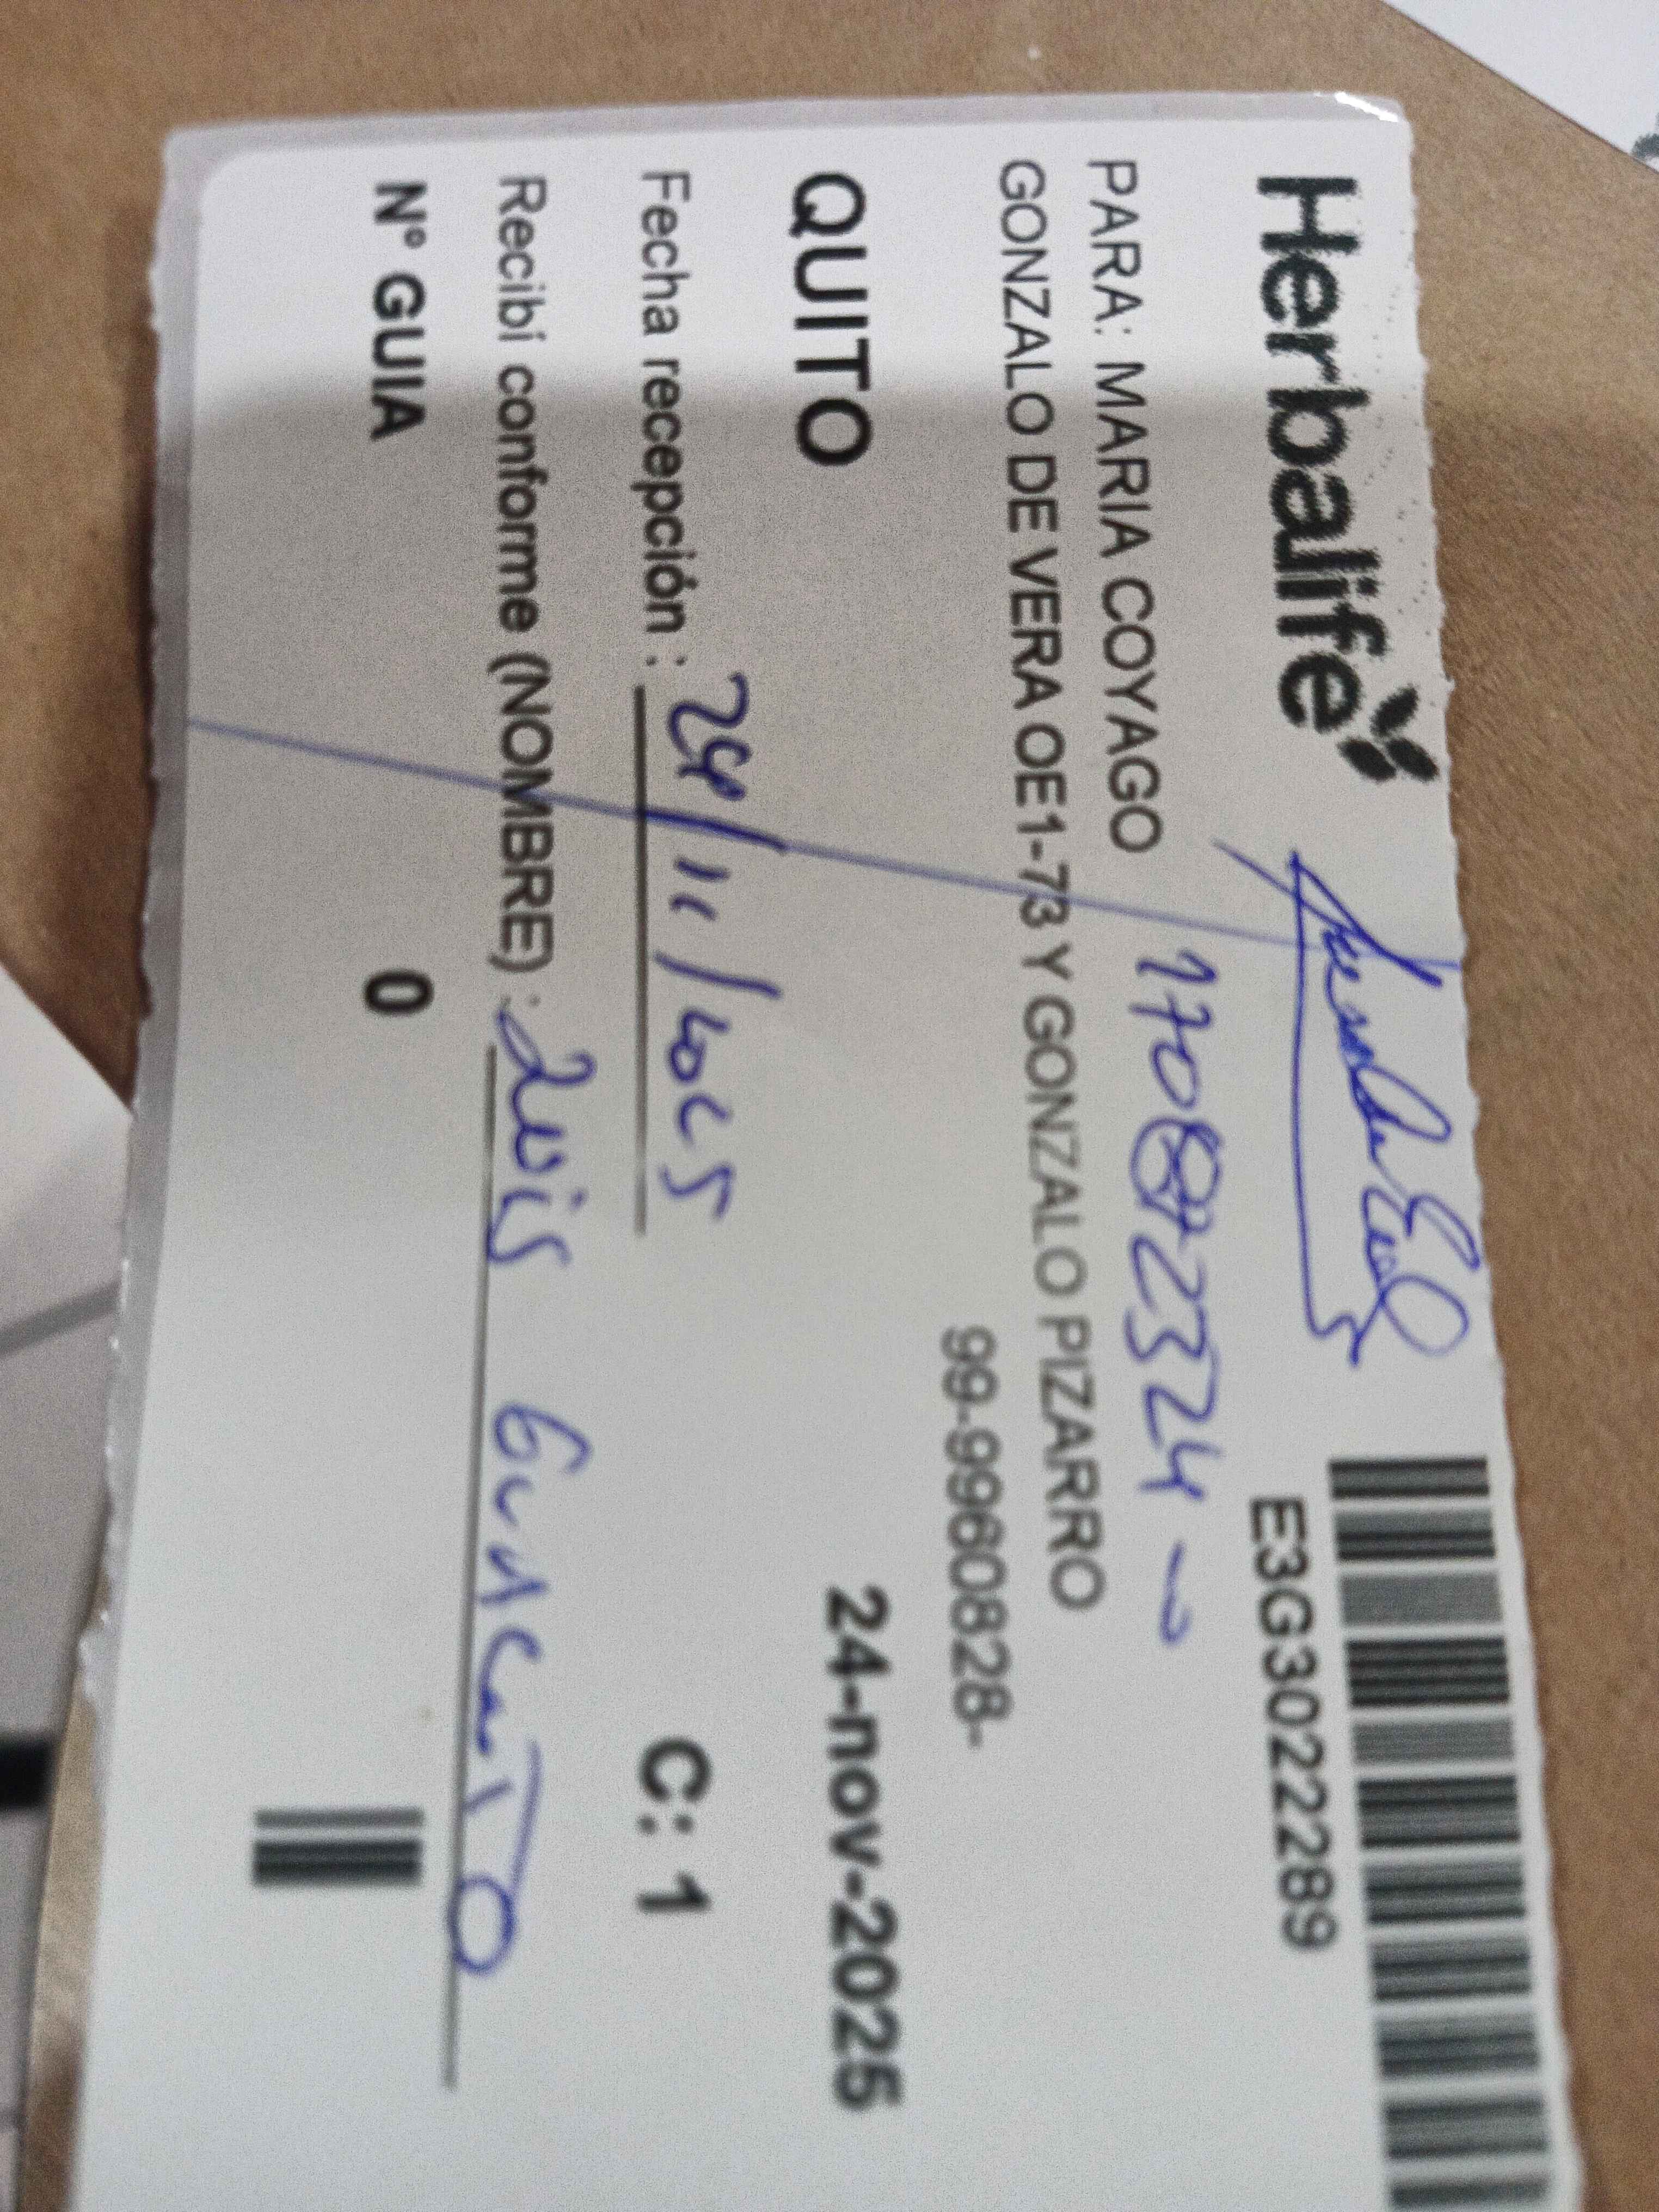 Herbalife
E3G3022289
PARA: MARIA COYAGO
GONZALO DE VERA OE1-73 Y GONZALO PIZARRO
99-99608828-
QUITO
24-nov-2025
Fecha recepción : 24/11/2025
C: 1
Recibí conforme (NOMBRE) : Luis
N° GUIA 0